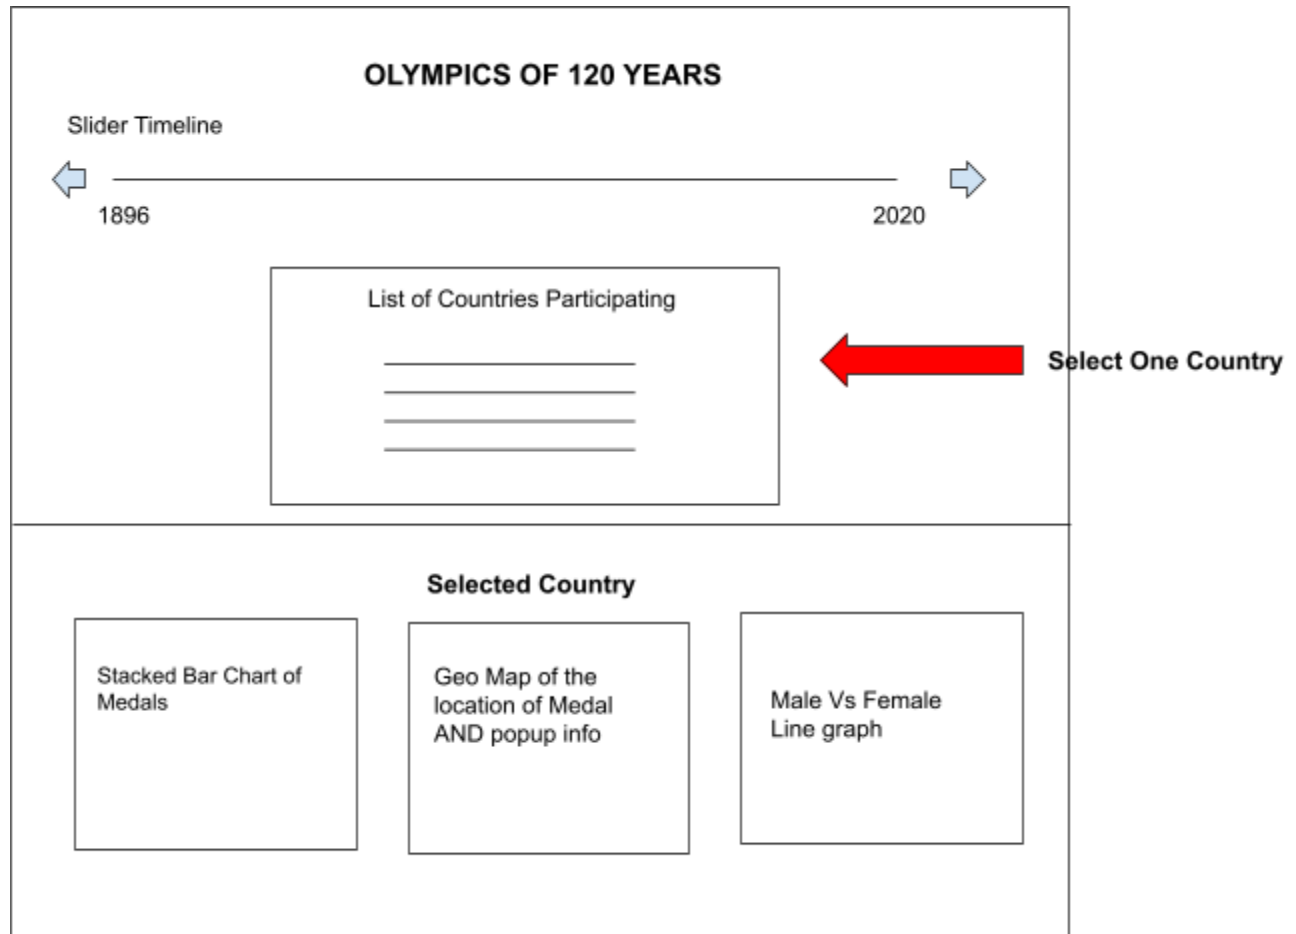 OLYMPICS OF 120 YEARS
Slider Timeline
1896
2020
List of Countries Participating
Select One Country
Selected Country
Stacked Bar Chart of
Medals
Geo Map of the
location of Medal
AND popup info
Male Vs Female
Line graph